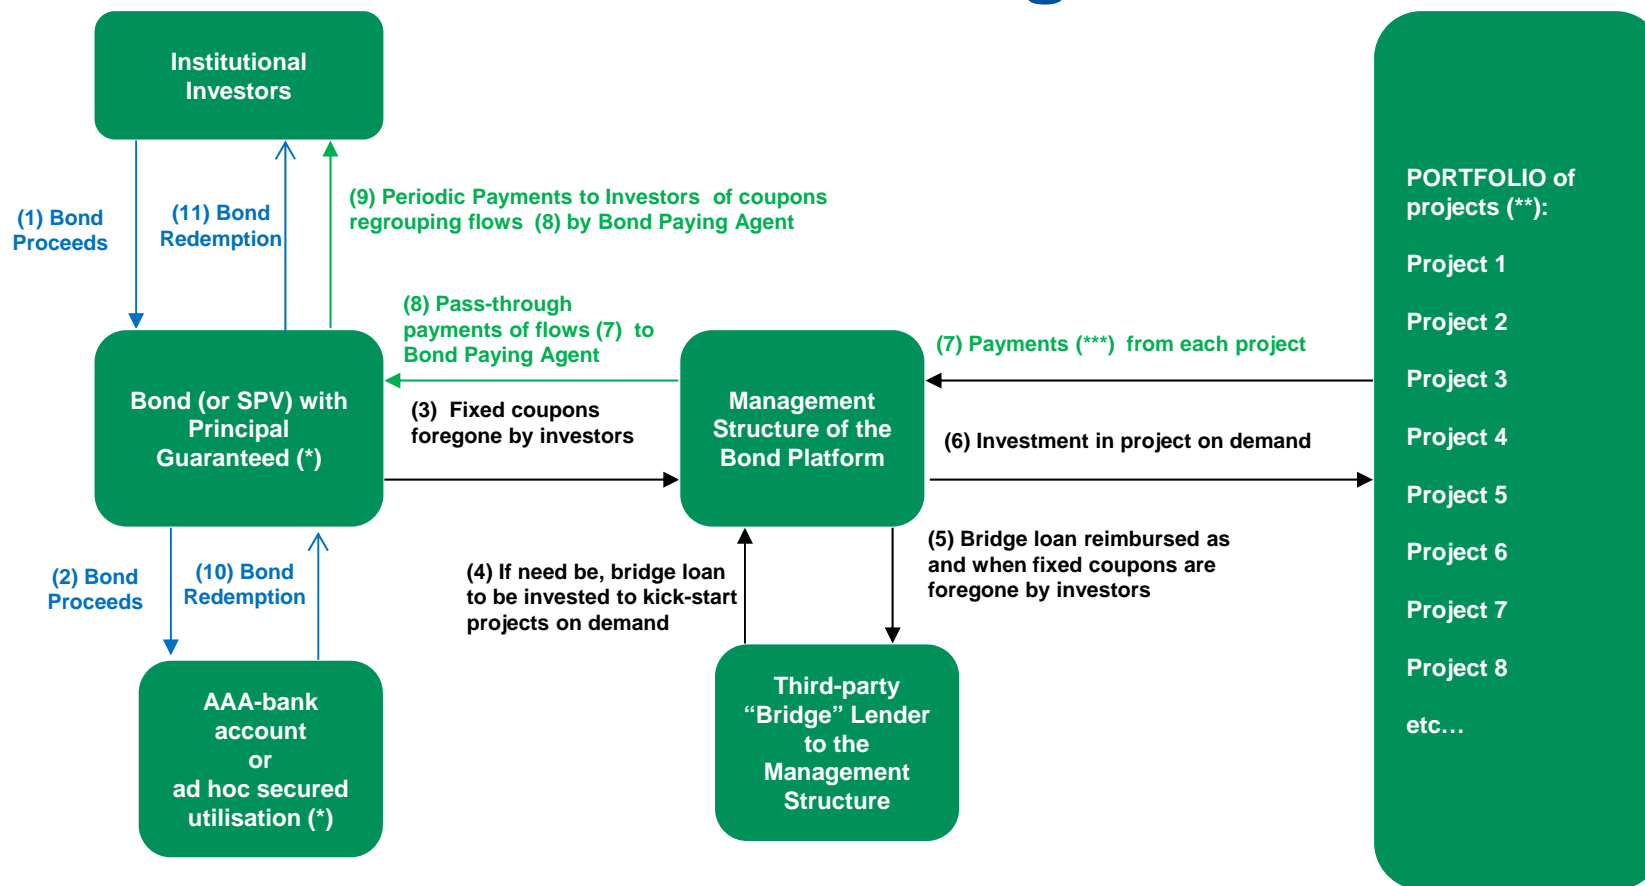 Institutional
Investors
(1) Bond
Proceeds
(11) Bond
Redemption
(9) Periodic Payments to Investors of coupons
regrouping flows (8) by Bond Paying Agent
(8) Pass-through
payments of flows (7) to
Bond Paying Agent
(7) Payments (***) from each project
Bond (or SPV) with
Principal
Guaranteed (*)
(3) Fixed coupons
foregone by investors
Management
Structure of the
Bond Platform
(6) Investment in project on demand
(2) Bond
Proceeds
(10) Bond
Redemption
(4) If need be, bridge loan
to be invested to kick-start
projects on demand
(5) Bridge loan reimbursed as
and when fixed coupons are
foregone by investors
AAA-bank
account
or
ad hoc secured
utilisation (*)
Third-party
“Bridge” Lender
to the
Management
Structure
PORTFOLIO of
projects (**):
Project 1
Project 2
Project 3
Project 4
Project 5
Project 6
Project 7
Project 8
etc…